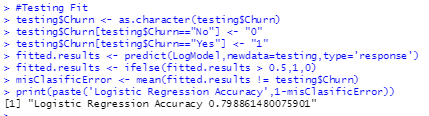 > #Testing Fit
> testing$Churn <- as.character(testing$Churn)
> testing$Churn[testing$Churn=="No"] <- "0"
> testing$Churn[testing$Churn=="Yes"] <- "1"
> fitted.results <- predict(LogModel,newdata=testing,type='response')
> fitted.results <- ifelse(fitted.results > 0.5,1,0)
> misClasificError <- mean(fitted.results != testing$Churn)
> print(paste('Logistic Regression Accuracy',1-misClasificError))
[1] "Logistic Regression Accuracy 0.798861480075901"
>